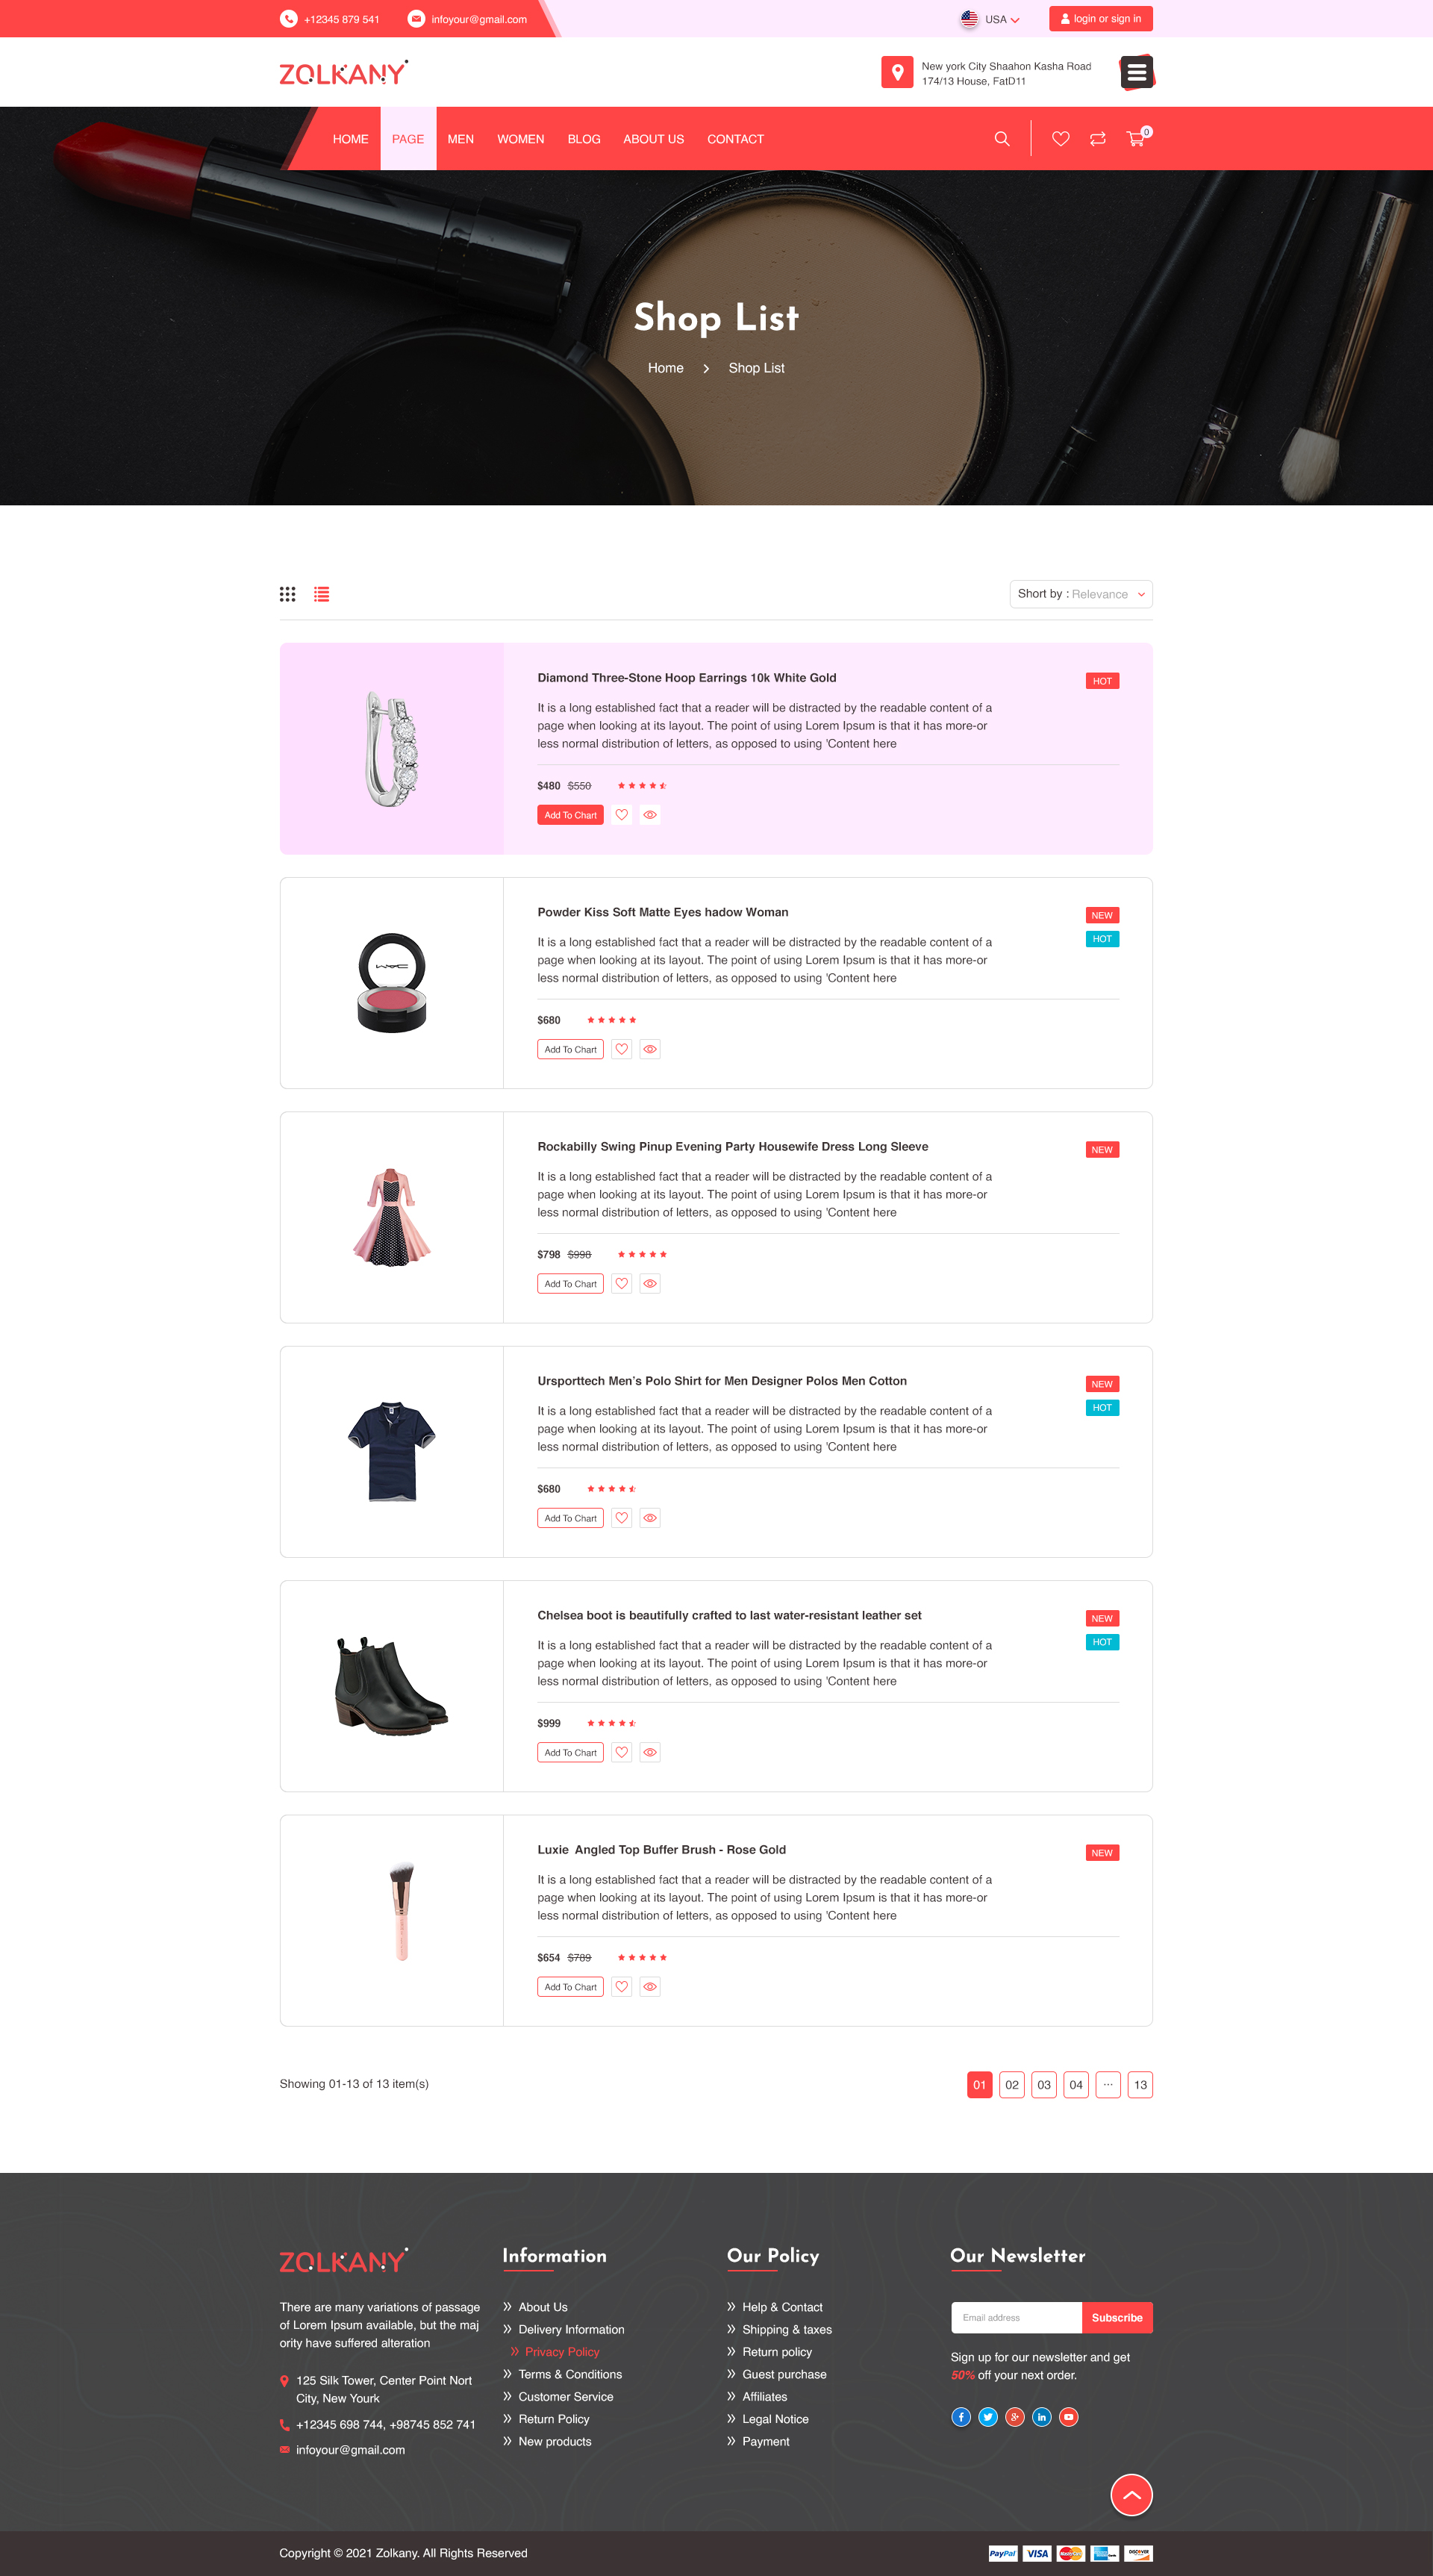 +12345 879 541
infoyour@gmail.com
USA
login or sign in
ZOLKANY
New york City Shaahon Kasha Road
174/13 House, FatD11
HOME
PAGE
MEN
WOMEN
BLOG
ABOUT US
CONTACT
0
Shop List
Home
Shop List
Short by : Relevance
Diamond Three-Stone Hoop Earrings 10k White Gold
HOT
It is a long established fact that a reader will be distracted by the readable content of a
page when looking at its layout. The point of using Lorem Ipsum is that it has more-or
less normal distribution of letters, as opposed to using 'Content here
$480 $550
Add To Chart
MAC
Powder Kiss Soft Matte Eyes hadow Woman
NEW
HOT
It is a long established fact that a reader will be distracted by the readable content of a
page when looking at its layout. The point of using Lorem Ipsum is that it has more-or
less normal distribution of letters, as opposed to using 'Content here
$680
Add To Chart
Rockabilly Swing Pinup Evening Party Housewife Dress Long Sleeve
NEW
It is a long established fact that a reader will be distracted by the readable content of a
page when looking at its layout. The point of using Lorem Ipsum is that it has more-or
less normal distribution of letters, as opposed to using 'Content here
$798 $998
Add To Chart
Ursporttech Men's Polo Shirt for Men Designer Polos Men Cotton
NEW
HOT
It is a long established fact that a reader will be distracted by the readable content of a
page when looking at its layout. The point of using Lorem Ipsum is that it has more-or
less normal distribution of letters, as opposed to using 'Content here
$680
Add To Chart
Chelsea boot is beautifully crafted to last water-resistant leather set
NEW
HOT
It is a long established fact that a reader will be distracted by the readable content of a
page when looking at its layout. The point of using Lorem Ipsum is that it has more-or
less normal distribution of letters, as opposed to using 'Content here
$999
Add To Chart
Luxie Angled Top Buffer Brush - Rose Gold
NEW
It is a long established fact that a reader will be distracted by the readable content of a
page when looking at its layout. The point of using Lorem Ipsum is that it has more-or
less normal distribution of letters, as opposed to using 'Content here
$654 $789
Add To Chart
Showing 01-13 of 13 item(s)
01
02
03
04
...
13
ZOLKANY
There are many variations of passage
of Lorem Ipsum available, but the maj
ority have suffered alteration
125 Silk Tower, Center Point Nort
City, New Yourk
+12345 698 744, +98745 852 741
infoyour@gmail.com
Information
About Us
Delivery Information
Privacy Policy
Terms & Conditions
Customer Service
Return Policy
New products
Our Policy
Help & Contact
Shipping & taxes
Return policy
Guest purchase
Affiliates
Legal Notice
Payment
Our Newsletter
Email address
Subscribe
Sign up for our newsletter and get
50% off your next order.
Copyright © 2021 Zolkany. All Rights Reserved
PayPal
VISA
MasterCard
DISCOVER